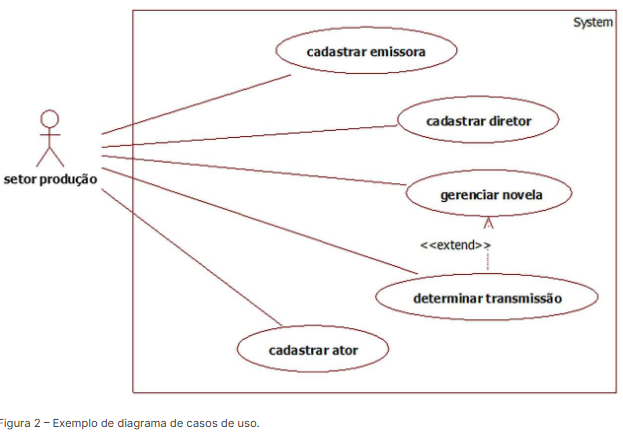 System
cadastrar emissora
cadastrar diretor
setor produção
gerenciar novela
<<extend>>
determinar transmissão
cadastrar ator
Figura 2 – Exemplo de diagrama de casos de uso.